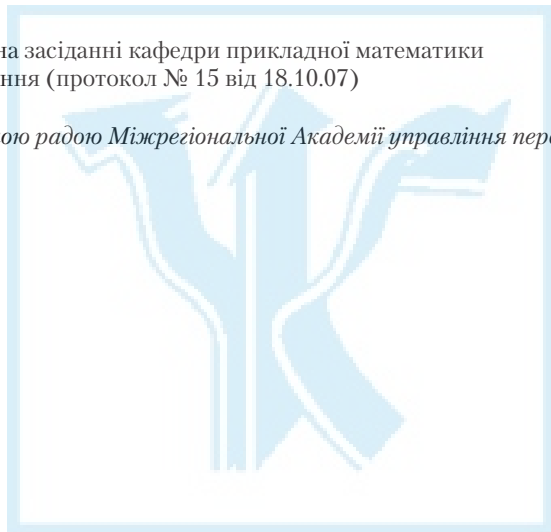 на засіданні кафедри прикладної математики
ння (протокол № 15 від 18.10.07)
ою радою Міжрегіональної Академії управління перс